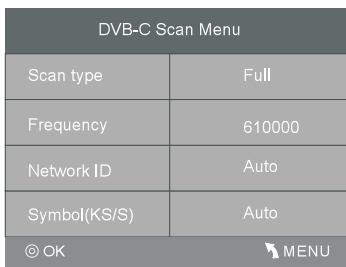 DVB-C Scan Menu
Scan type Full
Frequency 610000
Network ID Auto
Symbol(KS/S) Auto
OK MENU